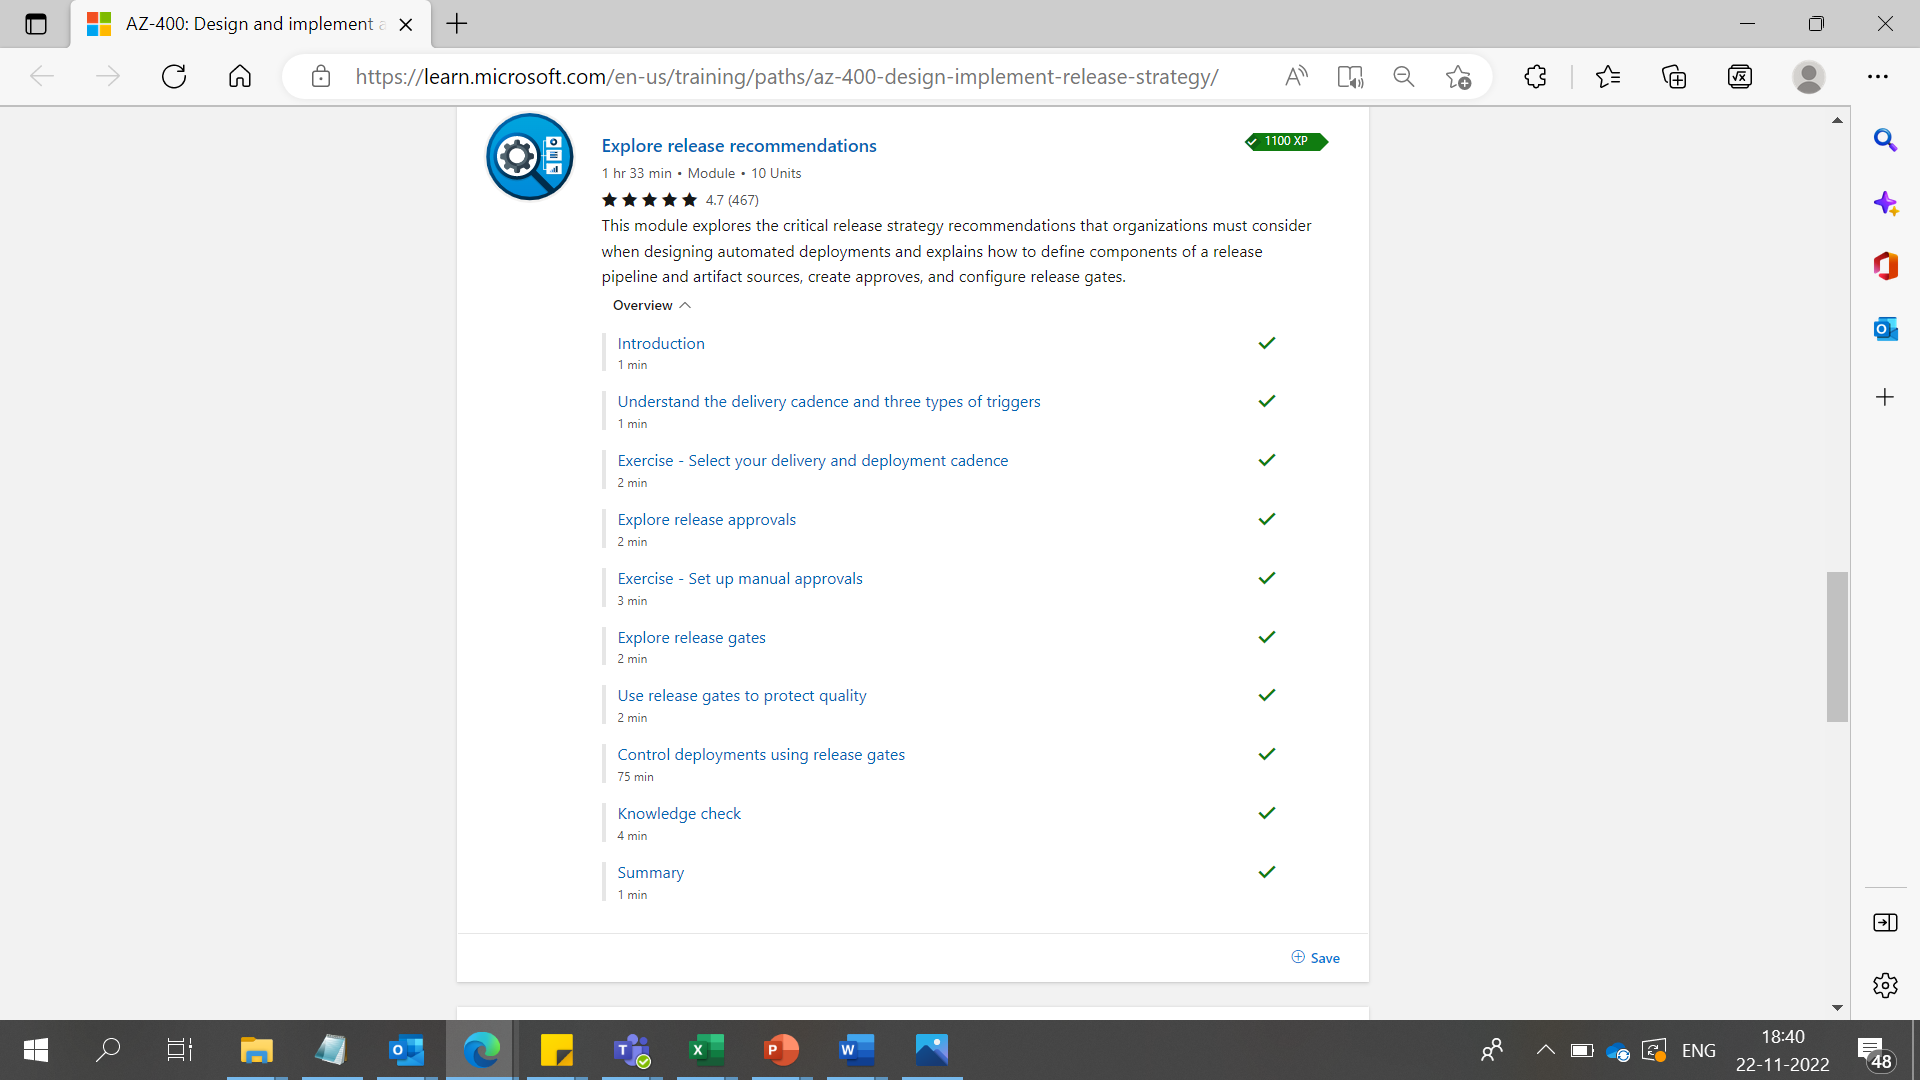 AZ-400: Design and implement a
https://learn.microsoft.com/en-us/training/paths/az-400-design-implement-release-strategy/
Explore release recommendations
1100 XP
1 hr 33 min • Module • 10 Units
4.7 (467)
This module explores the critical release strategy recommendations that organizations must consider
when designing automated deployments and explains how to define components of a release
pipeline and artifact sources, create approves, and configure release gates.
Overview
Introduction
1 min
Understand the delivery cadence and three types of triggers
1 min
Exercise - Select your delivery and deployment cadence
2 min
Explore release approvals
2 min
Exercise - Set up manual approvals
3 min
Explore release gates
2 min
Use release gates to protect quality
2 min
Control deployments using release gates
75 min
Knowledge check
4 min
Summary
1 min
Save
ENG
18:40
22-11-2022
48